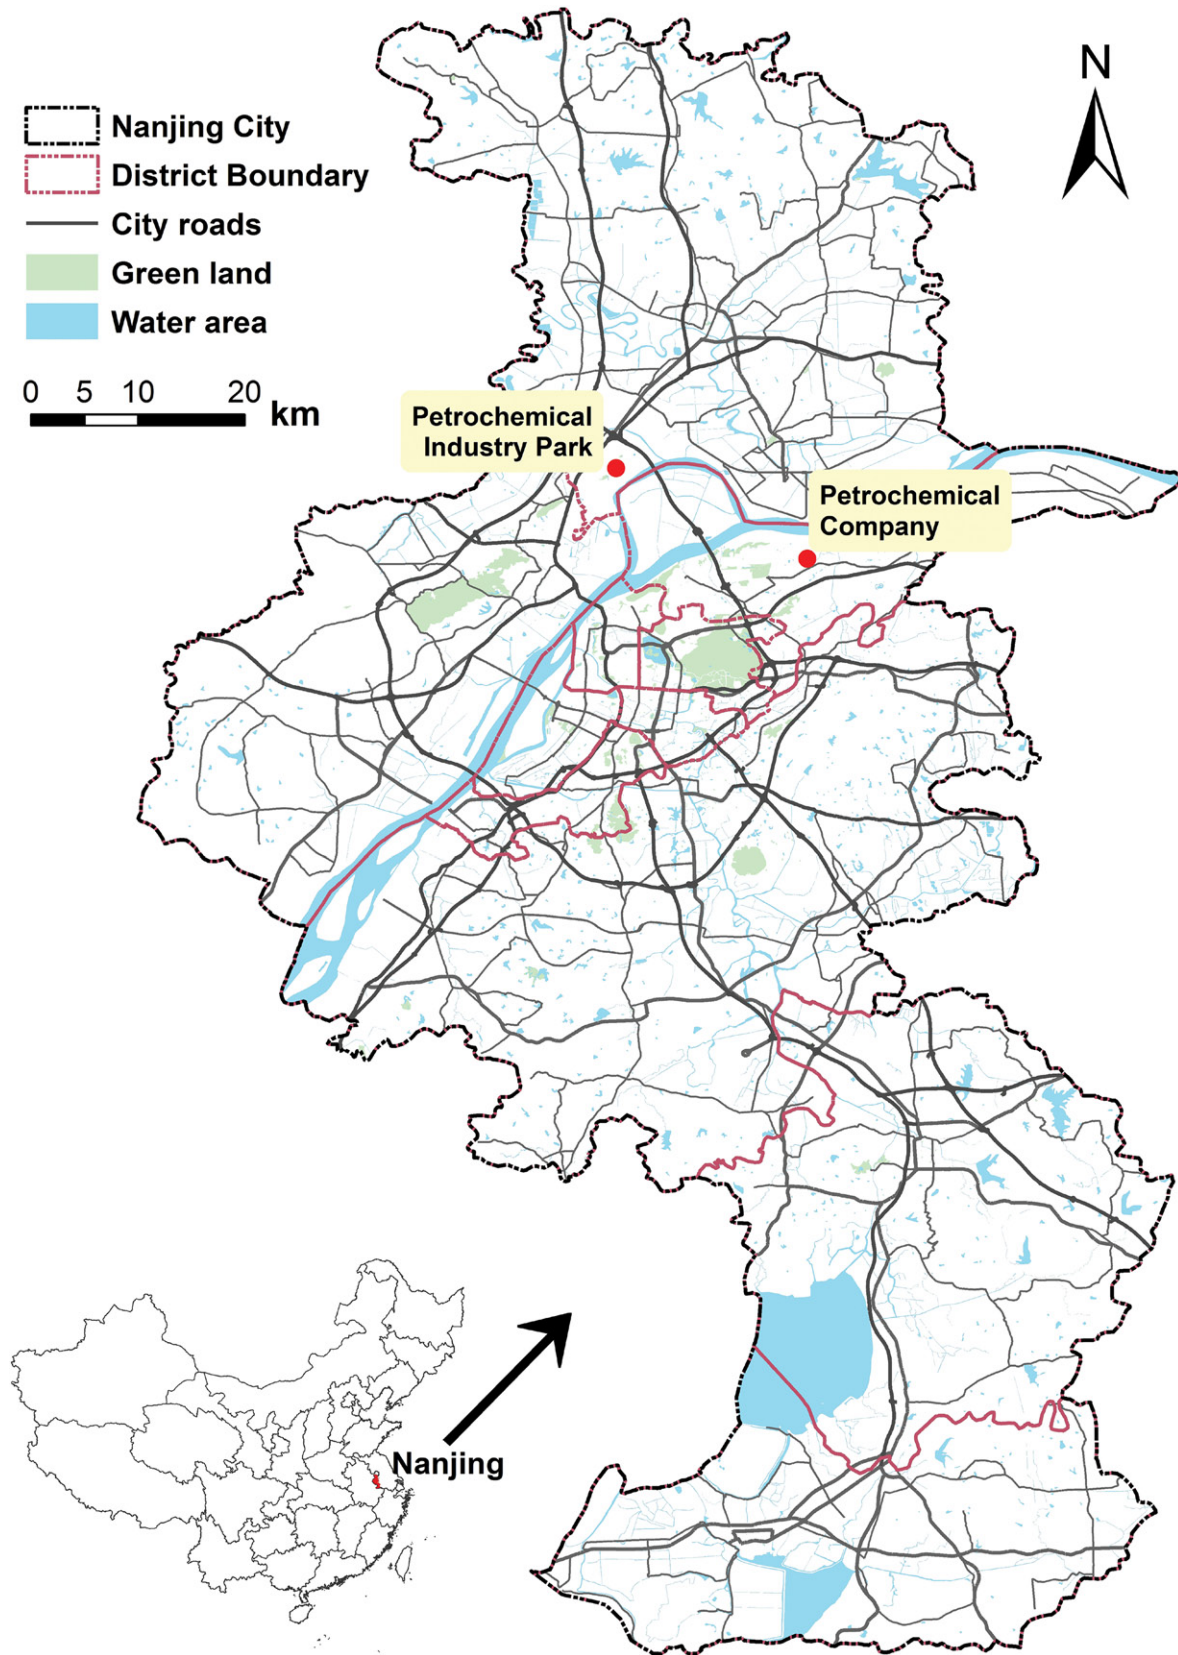 N
Nanjing City
District Boundary
City roads
Green land
Water area
0 5 10 20
km
Petrochemical
Industry Park
Petrochemical
Company
Nanjing